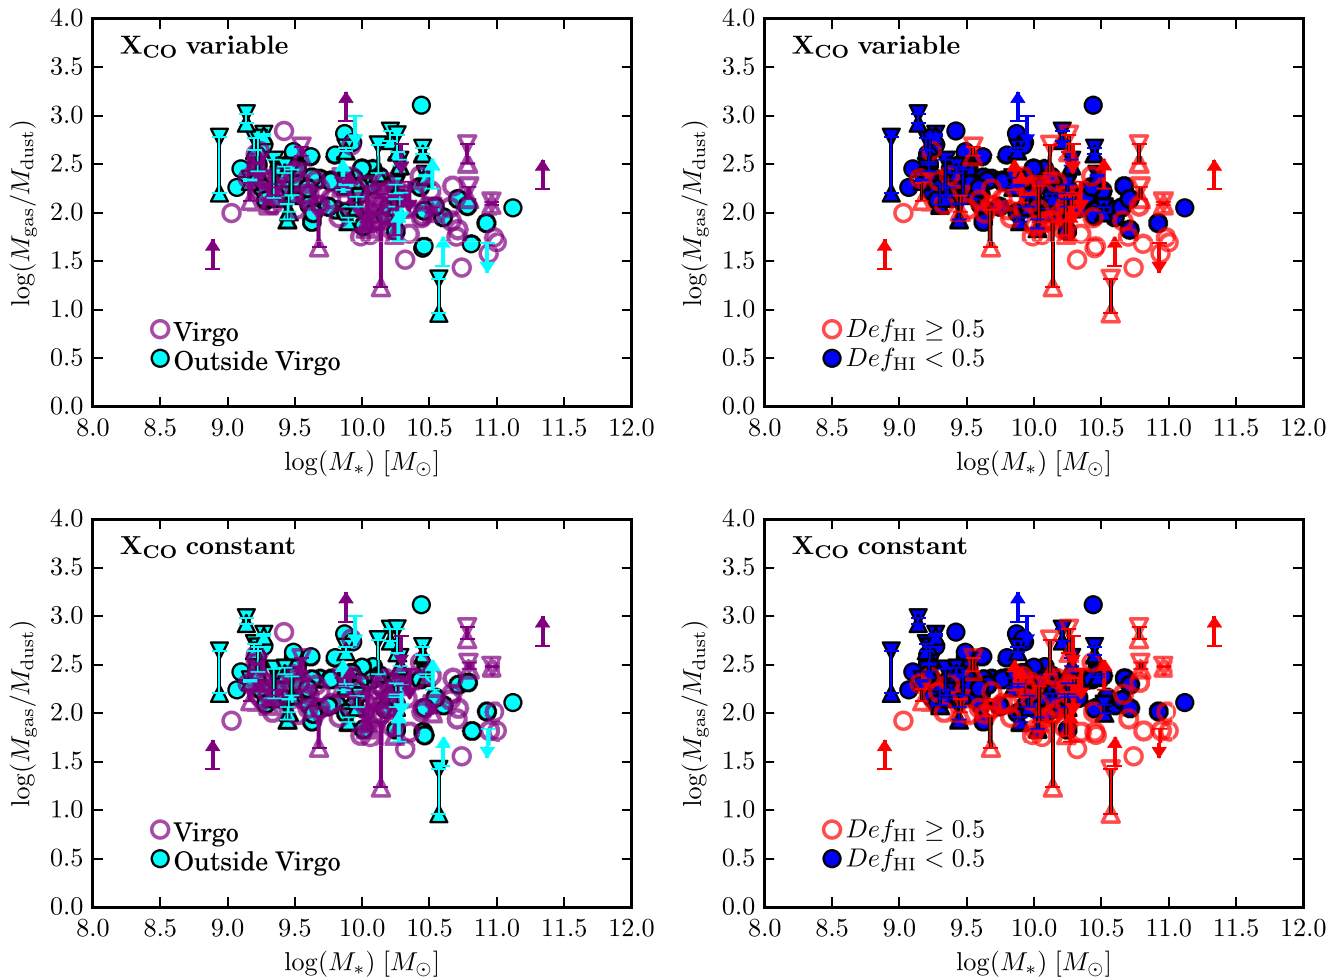 4.0
3.5
3.0
2.5
2.0
1.5
1.0
0.5
0.0
log(M_gas/M_dust)
X_CO variable
Virgo
Outside Virgo
8.0 8.5 9.0 9.5 10.0 10.5 11.0 11.5 12.0
log(M_*) [M_⊙]
4.0
3.5
3.0
2.5
2.0
1.5
1.0
0.5
0.0
log(M_gas/M_dust)
X_CO variable
Def_HI ≥ 0.5
Def_HI < 0.5
8.0 8.5 9.0 9.5 10.0 10.5 11.0 11.5 12.0
log(M_*) [M_⊙]
4.0
3.5
3.0
2.5
2.0
1.5
1.0
0.5
0.0
log(M_gas/M_dust)
X_CO constant
Virgo
Outside Virgo
8.0 8.5 9.0 9.5 10.0 10.5 11.0 11.5 12.0
log(M_*) [M_⊙]
4.0
3.5
3.0
2.5
2.0
1.5
1.0
0.5
0.0
log(M_gas/M_dust)
X_CO constant
Def_HI ≥ 0.5
Def_HI < 0.5
8.0 8.5 9.0 9.5 10.0 10.5 11.0 11.5 12.0
log(M_*) [M_⊙]